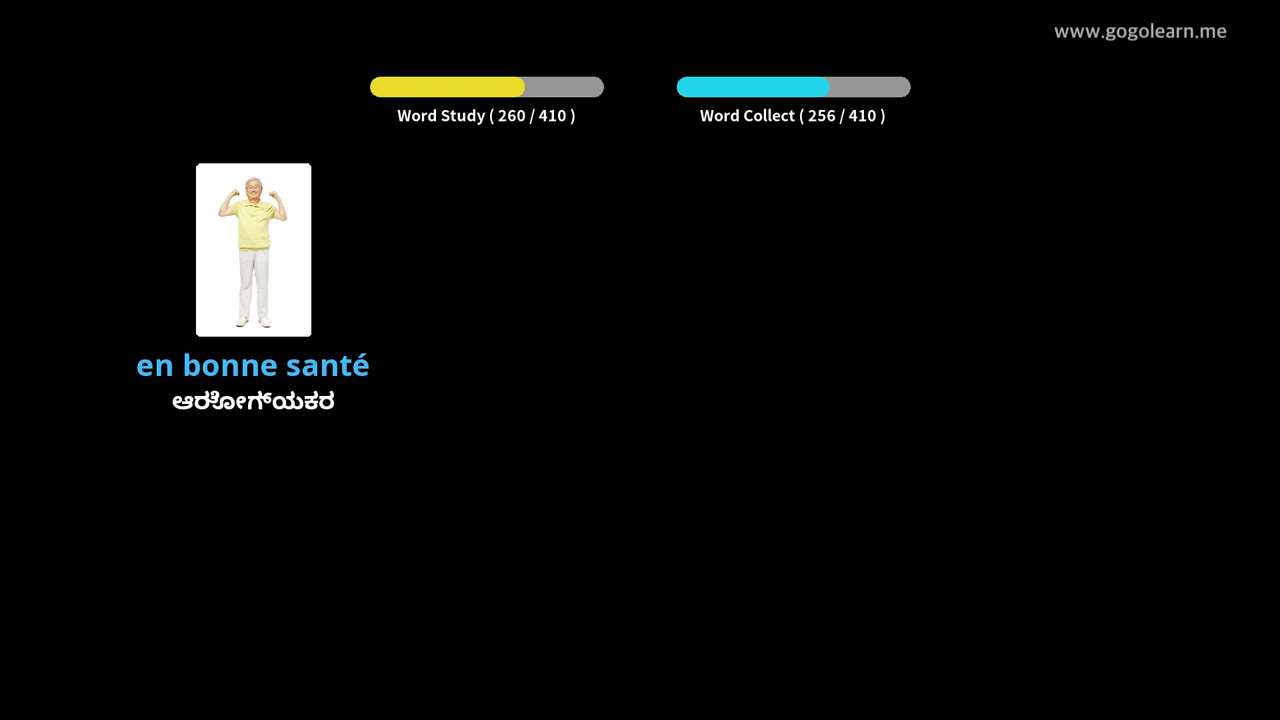 www.gogolearn.me
Word Study ( 260 / 410 )
Word Collect ( 256 / 410 )
en bonne santé
ಆರೋಗ್ಯಕರ